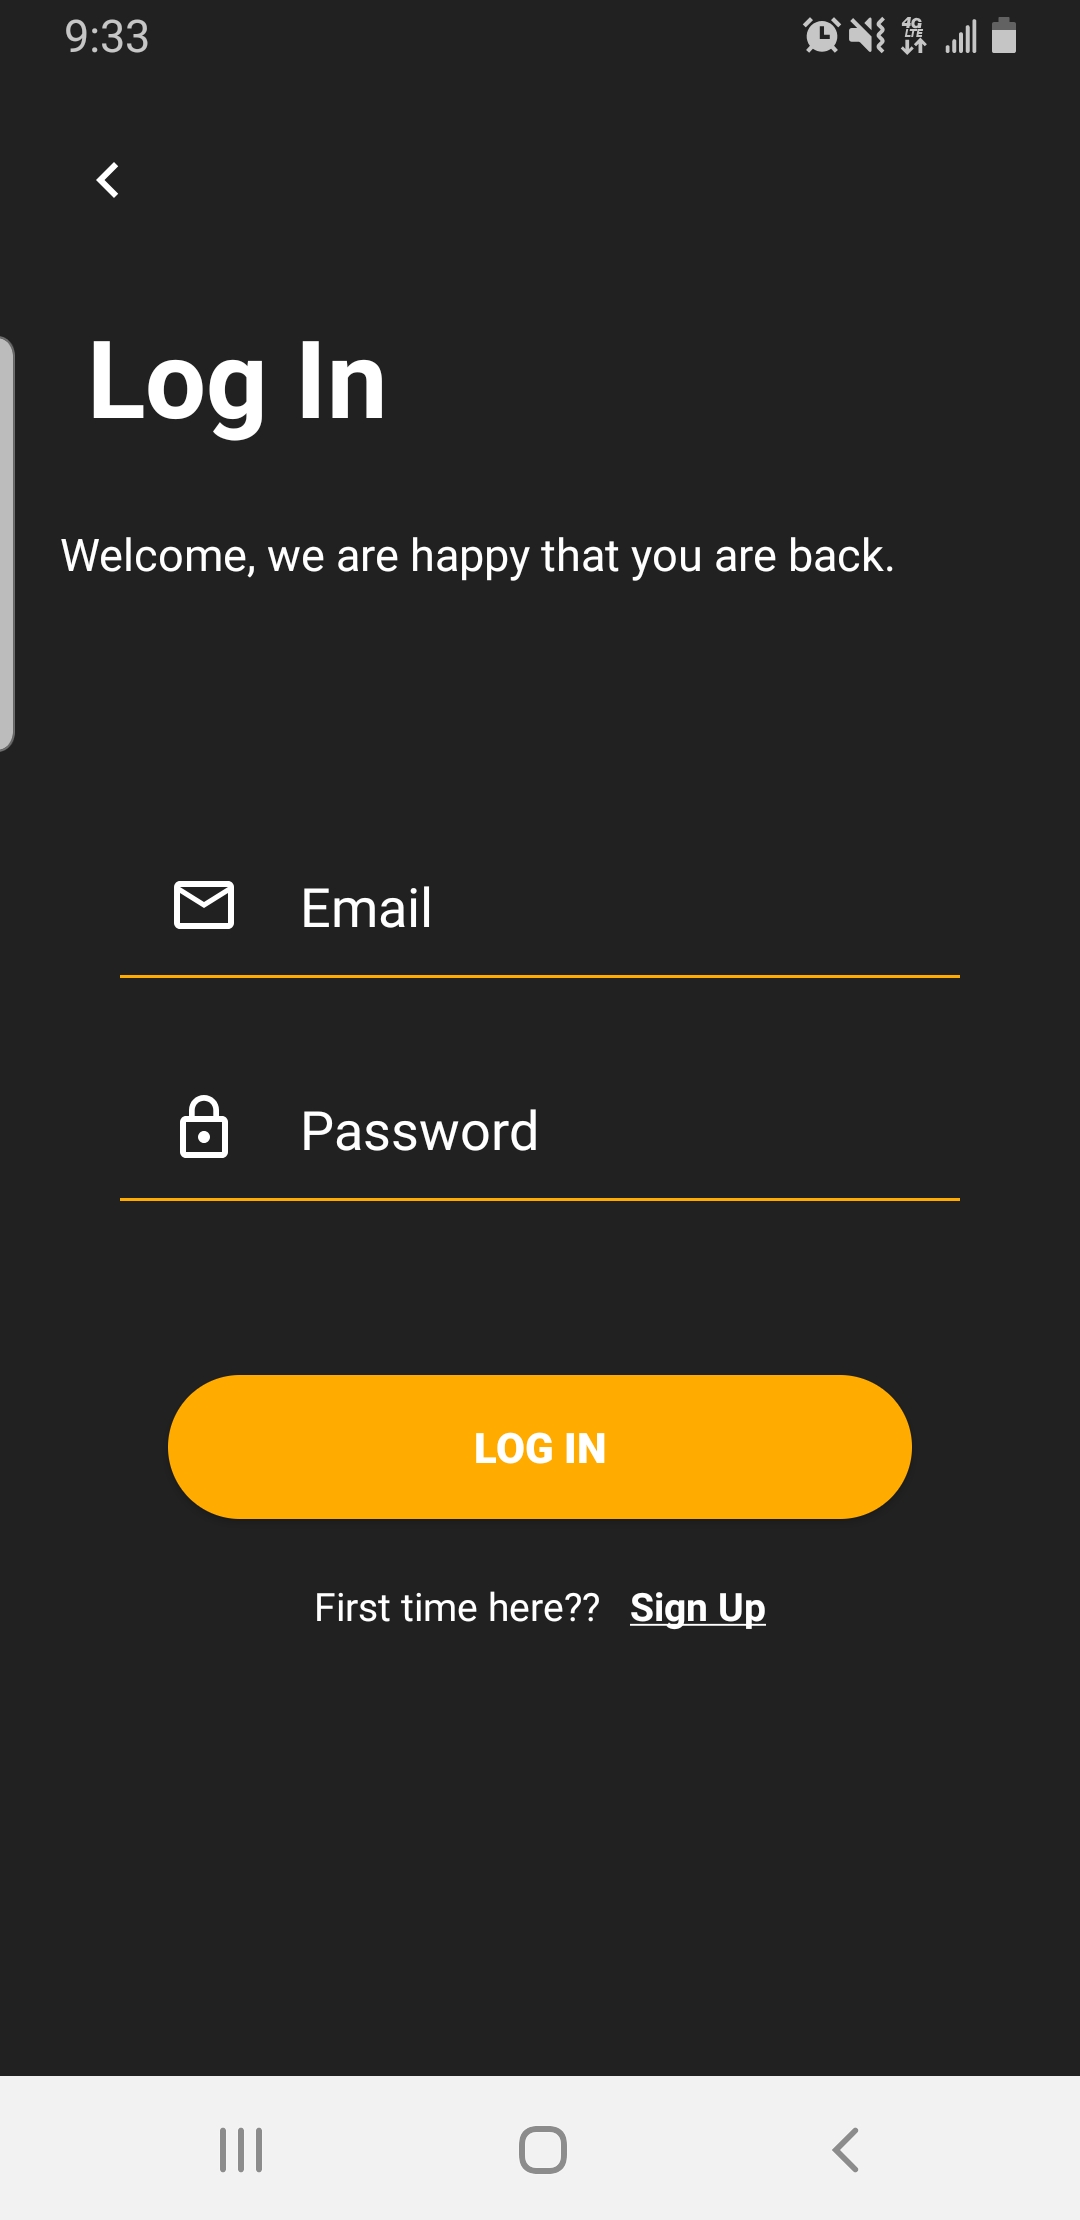 9:33
4G
LTE
Log In
Welcome, we are happy that you are back.
Email
Password
LOG IN
First time here?? Sign Up